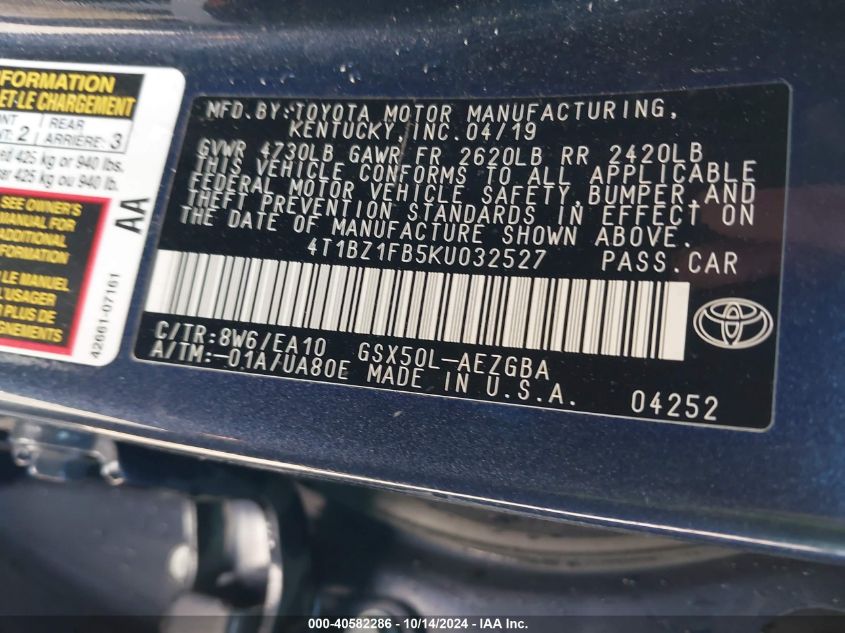 NFORMATION
ET LE CHARGEMENT
2
REAR
ARRIÈRE: 3
425 kg or 940 lbs.
425 kg ou 940 lb.
SEE OWNER'S
MANUAL FOR
ADDITIONAL
INFORMATION
LE MANUEL
L'USAGER
PLUS DE
AA
42661-07161
MFD.BY:TOYOTA MOTOR MANUFACTURING,
KENTUCKY,INC.04/19
GVWR 4730LB GAWR FR 2620LB RR 2420LB
THIS VEHICLE CONFORMS TO ALL APPLICABLE
FEDERAL MOTOR VEHICLE SAFETY,BUMPER,AND
THEFT PREVENTION STANDARDS IN EFFECT ON
THE DATE OF MANUFACTURE SHOWN ABOVE.
4T1BZ1FB5KU032527 PASS.CAR
C/TR:8W6/EA10 GSX50L-AEZGBA
A/TM:-01A/UA80E MADE IN U.S.A.
04252
000-40582286 - 10/14/2024 - IAA Inc.